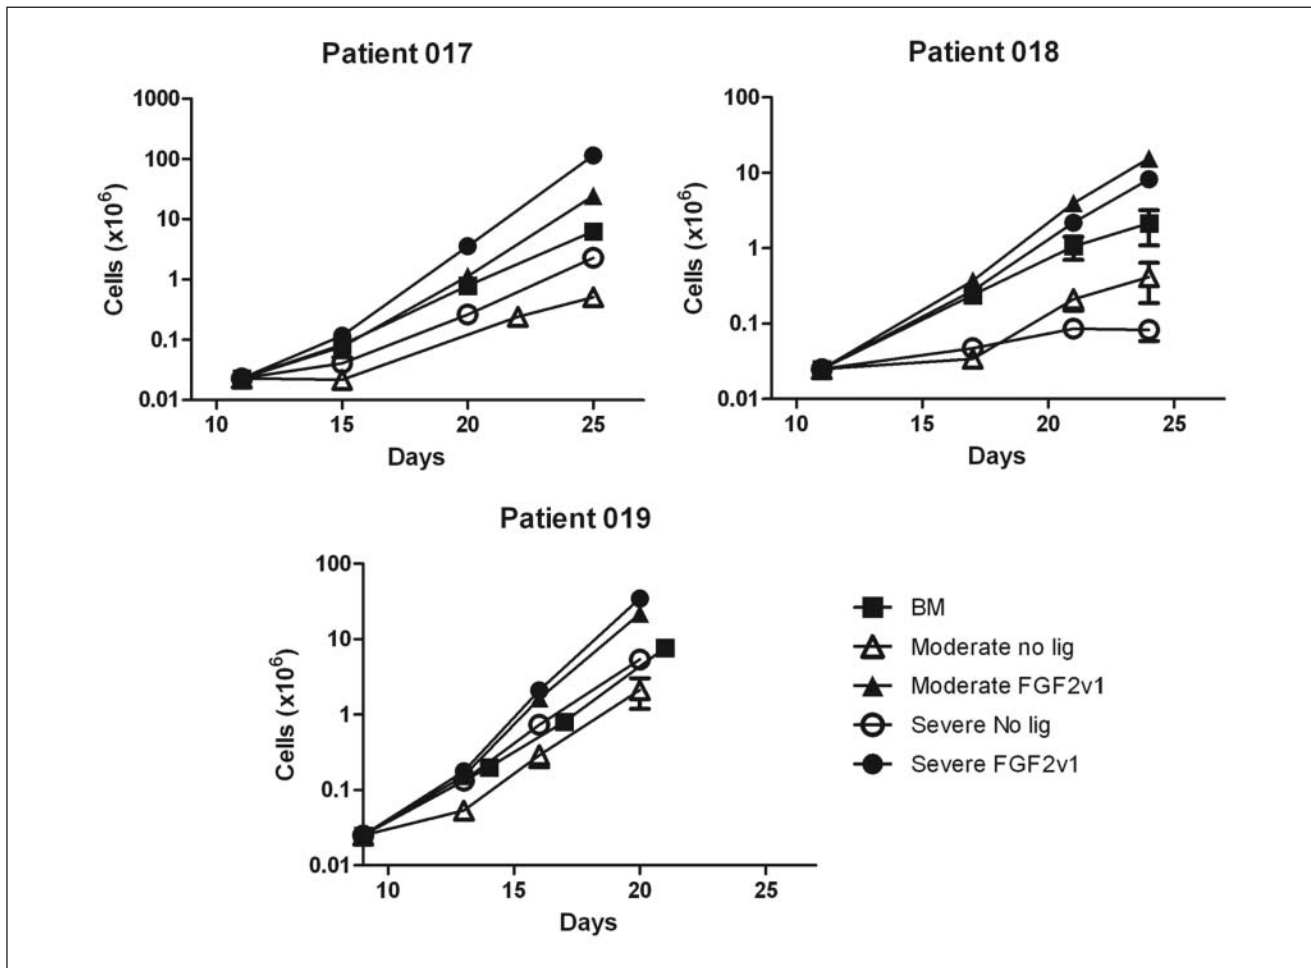 Patient 017
1000
100
10
1
0.1
0.01
Cells (x10⁶)
10 15 20 25
Days
Patient 018
100
10
1
0.1
0.01
Cells (x10⁶)
10 15 20 25
Days
Patient 019
100
10
1
0.1
0.01
Cells (x10⁶)
10 15 20 25
Days
BM
Moderate no lig
Moderate FGF2v1
Severe No lig
Severe FGF2v1